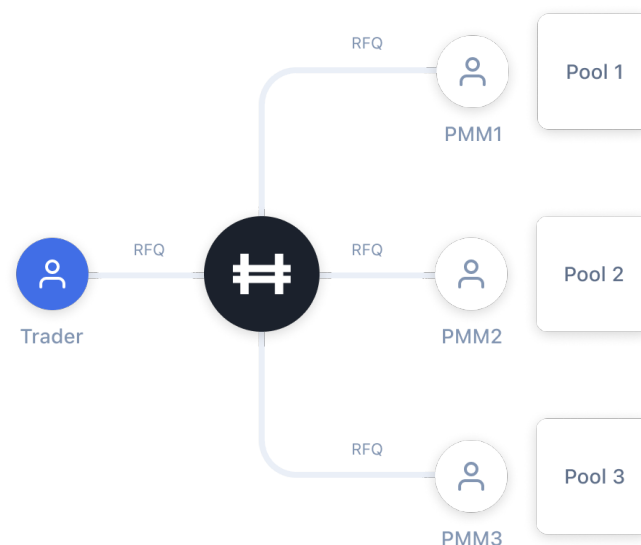 RFQ
Pool 1
PMM1
RFQ
RFQ
Pool 2
Trader
PMM2
RFQ
Pool 3
PMM3